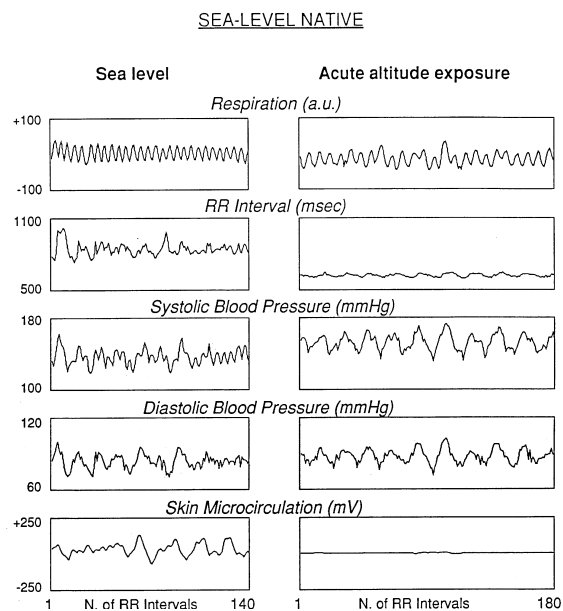 SEA-LEVEL NATIVE
Sea level Acute altitude exposure
Respiration (a.u.)
+100
-100
RR Interval (msec)
1100
500
Systolic Blood Pressure (mmHg)
180
100
Diastolic Blood Pressure (mmHg)
120
60
Skin Microcirculation (mV)
+250
-250
1 N. of RR Intervals 140 1 N. of RR Intervals 180